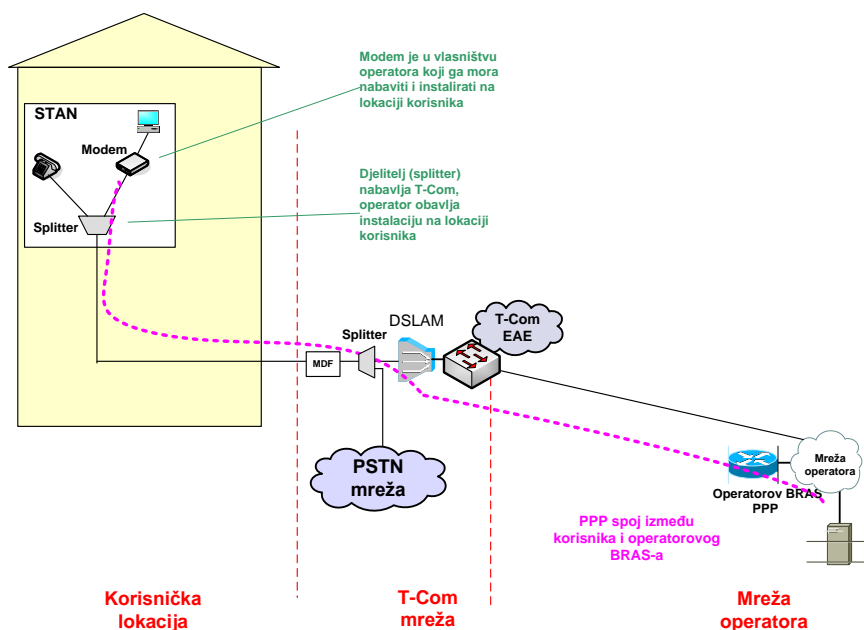 Modem je u vlasništvu
operatora koji ga mora
nabaviti i instalirati na
lokaciji korisnika
STAN
Modem
Djelitelj (splitter)
nabavlja T-Com,
operator obavlja
instalaciju na lokaciji
korisnika
Splitter
T-Com
EAE
DSLAM
Splitter
MDF
PSTN
mreža
Mreža
operatora
Operatorov BRAS
PPP
PPP spoj između
korisnika i operatorovog
BRAS-a
Korisnička
lokacija
T-Com
mreža
Mreža
operatora